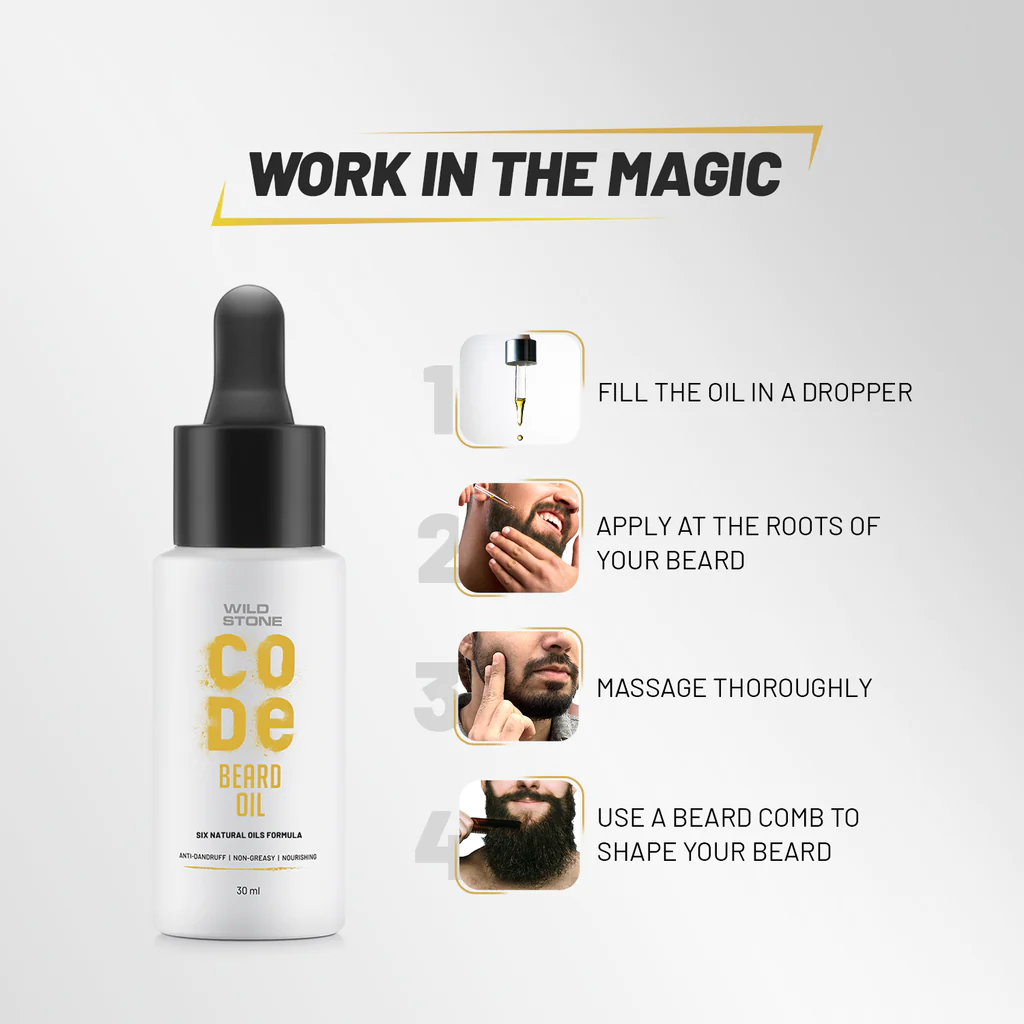 WORK IN THE MAGIC
WILD
STONE
CO
De
BEARD
OIL
SIX NATURAL OILS FORMULA
ANTI-DANDRUFF | NON-GREASY | NOURISHING
30 ml
1
FILL THE OIL IN A DROPPER
2
APPLY AT THE ROOTS OF
YOUR BEARD
3
MASSAGE THOROUGHLY
4
USE A BEARD COMB TO
SHAPE YOUR BEARD